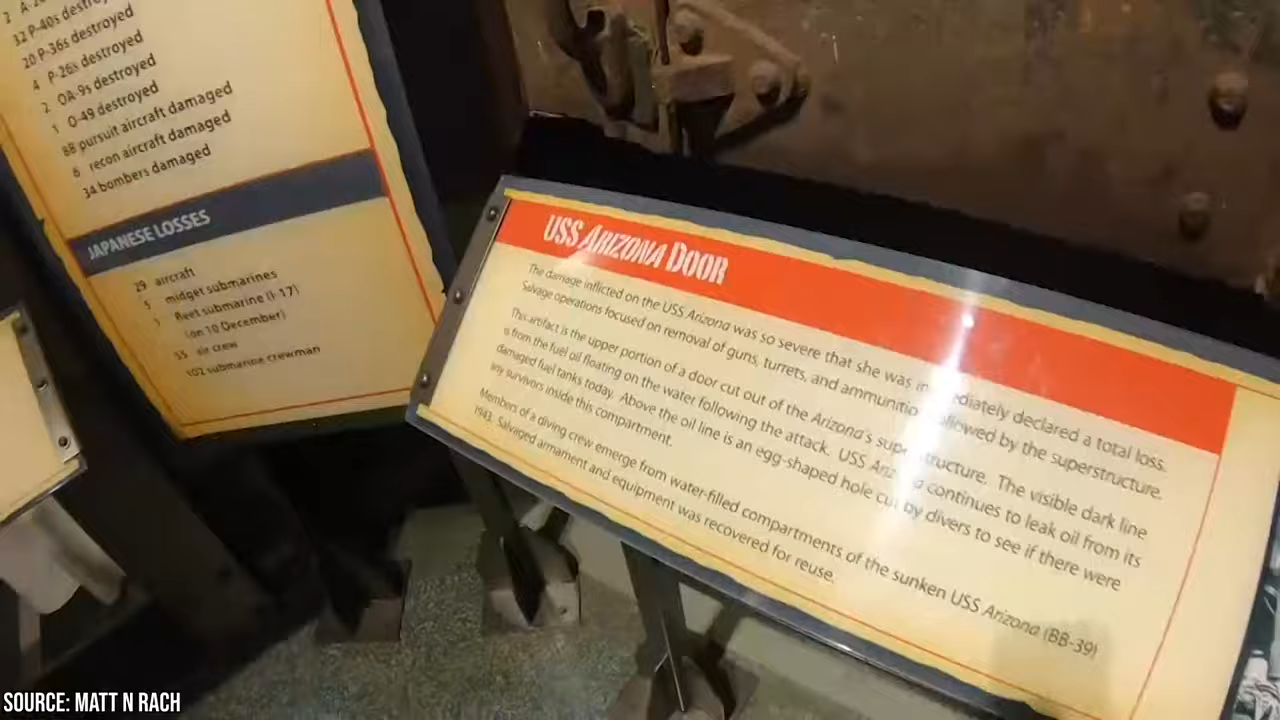 32 P-40s destroyed
20 P-36s destroyed
4 P-26s destroyed
2 OA-9s destroyed
1 O-49 destroyed
88 pursuit aircraft damaged
6 recon aircraft damaged
34 bombers damaged
JAPANESE LOSSES
29 aircraft
5 midget submarines
1 fleet submarine (I-17)
(on 10 December)
55 air crew
102 submarine crewman
USS ARIZONA DOOR
The damage inflicted on the USS Arizona was so severe that she was immediately declared a total loss.
Salvage operations focused on removal of guns, turrets, and ammunition followed by the superstructure.
This artifact is the upper portion of a door cut out of the Arizona's superstructure. The visible dark line
is from the fuel oil floating on the water following the attack. USS Arizona continues to leak oil from its
damaged fuel tanks today. Above the oil line is an egg-shaped hole cut by divers to see if there were
any survivors inside this compartment.
Members of a diving crew emerge from water-filled compartments of the sunken USS Arizona (BB-39)
1943. Salvaged armament and equipment was recovered for reuse.
SOURCE: MATT N RACH